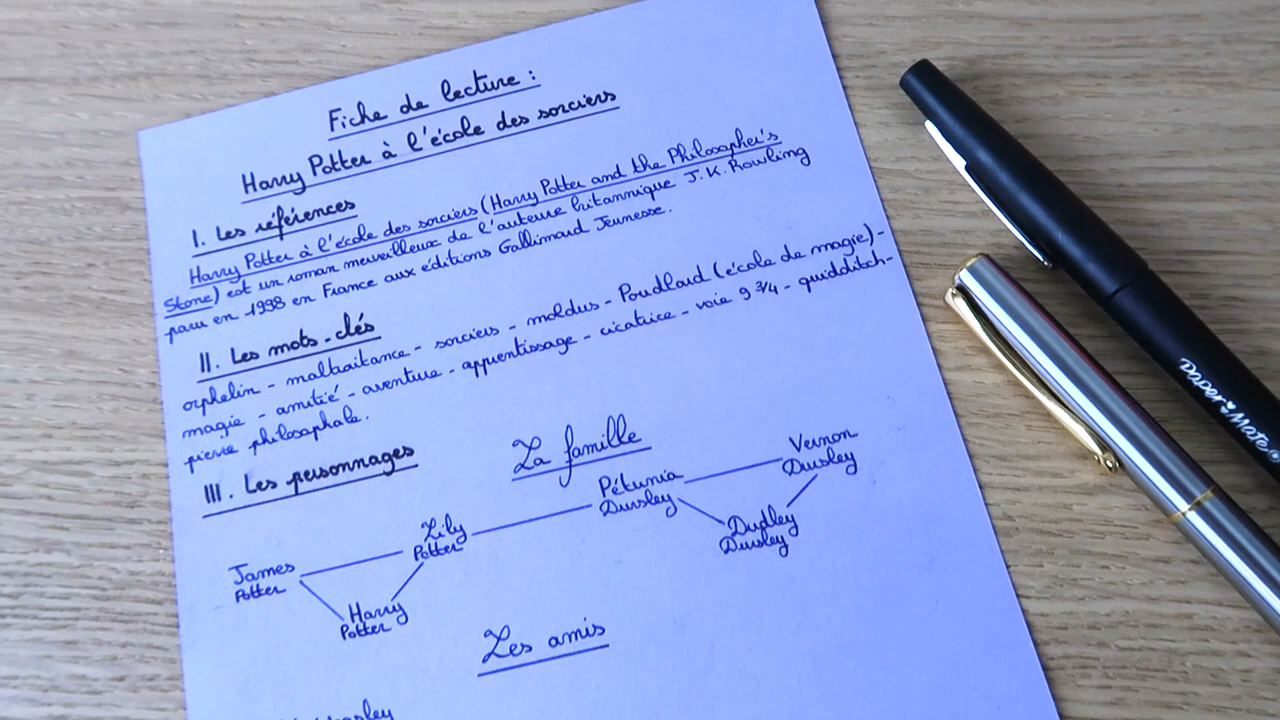 Fiche de lecture :
Harry Potter à l'école des sorciers
I. Les références
Harry Potter à l'école des sorciers (Harry Potter and the Philosopher's
Stone) est un roman merveilleux de l'auteure britannique J.K. Rowling
paru en 1998 en France aux éditions Gallimard Jeunesse.
II. Les mots-clés
orphelin - maltraitance - sorciers - moldus - Poudlard (école de magie) -
magie - amitié - aventure - apprentissage - cicatrice - voie 9 3/4 - quidditch -
pierre philosophale.
III. Les personnages
La famille
James
Potter
Lily
Potter
Harry
Potter
Pétunia
Dursley
Vernon
Dursley
Dudley
Dursley
Les amis
Paper Mate